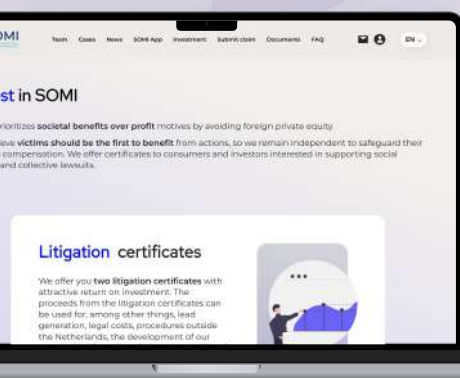 OMI Team Cases News SOMI App Investment Submit claim Documents FAQ EN
st in SOMI
rioritizes societal benefits over profit motives by avoiding foreign private equity.
eve victims should be the first to benefit from actions, so we remain independent to safeguard their
compensation. We offer certificates to consumers and investors interested in supporting social
and collective lawsuits.
Litigation certificates
We offer you two litigation certificates with
attractive return on investment. The
proceeds from the litigation certificates can
be used for, among other things, lead
generation, legal costs, procedures outside
the Netherlands, the development of our